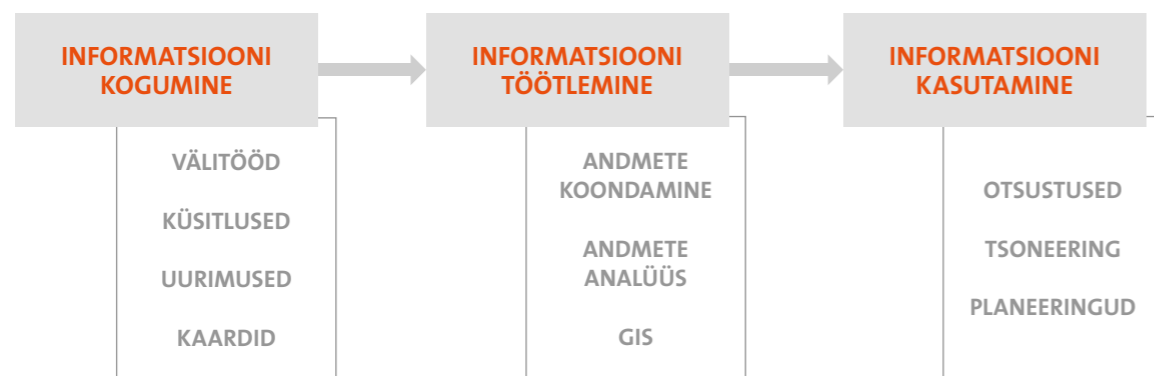 INFORMATSIOONI
KOGUMINE
VÄLITÖÖD
KÜSITLUSED
UURIMUSED
KAARDID
INFORMATSIOONI
TÖÖTLEMINE
ANDMETE
KOONDAMINE
ANDMETE
ANALÜÜS
GIS
INFORMATSIOONI
KASUTAMINE
OTSUSTUSED
TSONEERING
PLANEERINGUD